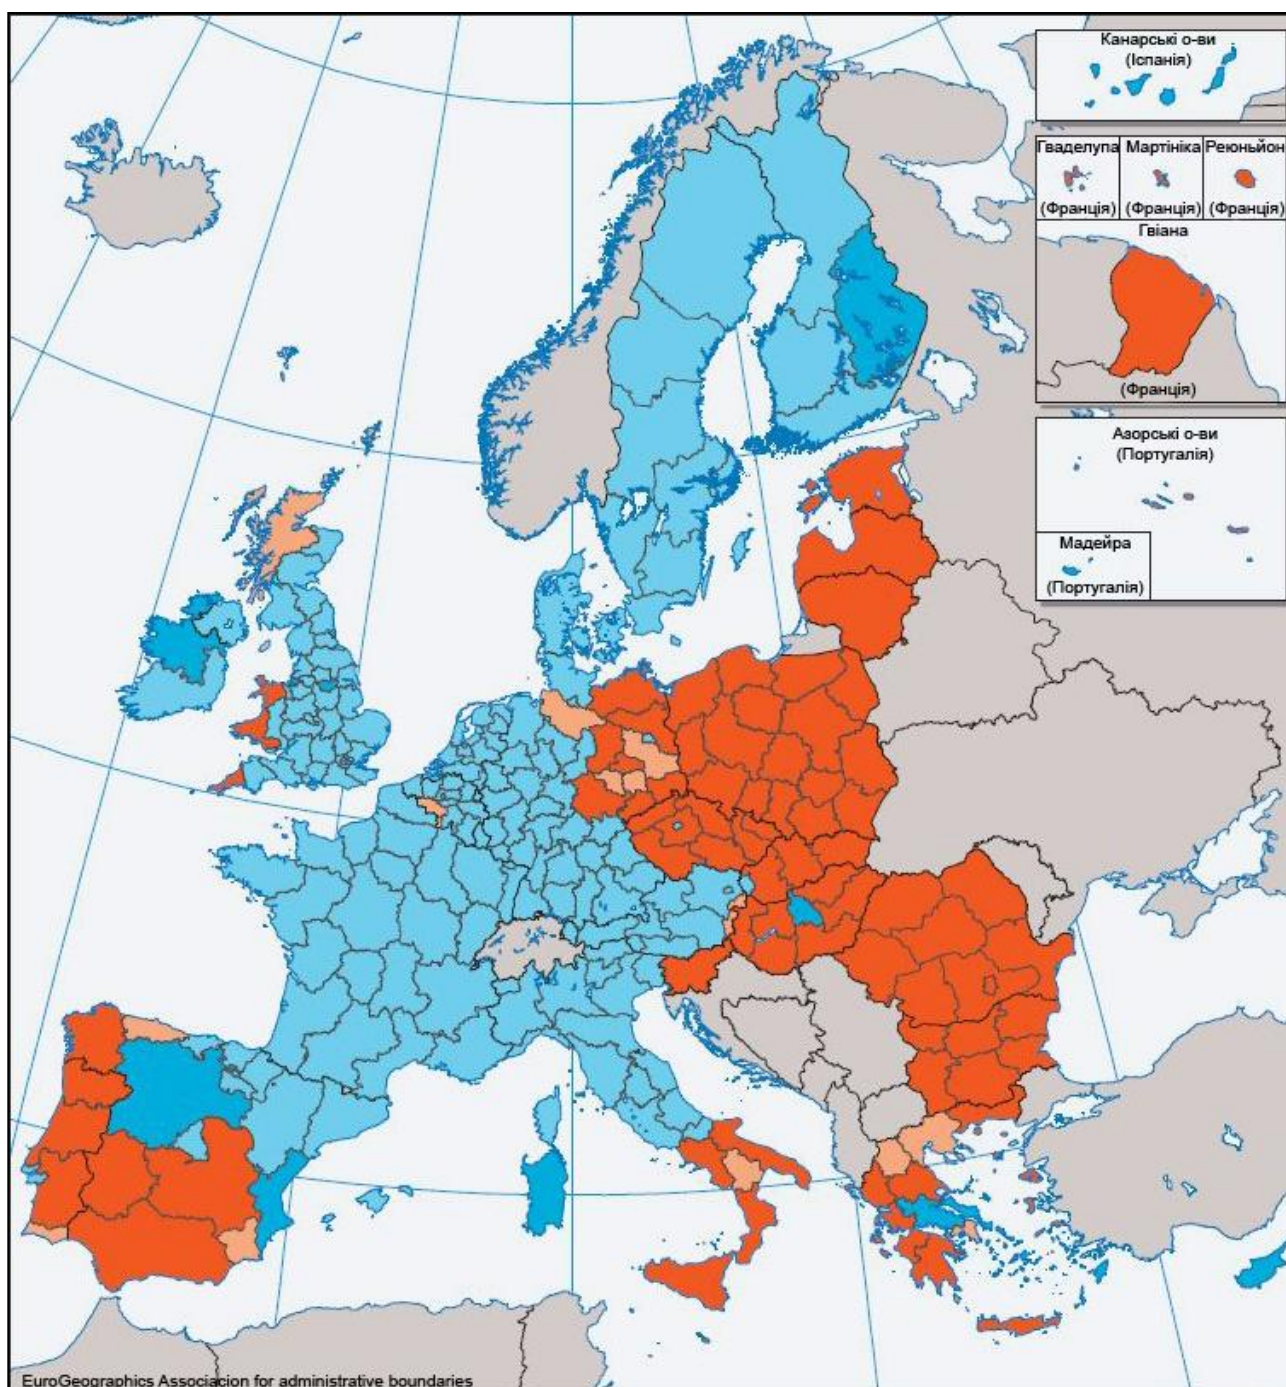 Канарські о-ви
(Іспанія)
Гваделупа
(Франція)
Мартініка
(Франція)
Реюньйон
(Франція)
Гвіана
(Франція)
Азорські о-ви
(Португалія)
Мадейра
(Португалія)
EuroGeographics Associacion for administrative boundaries